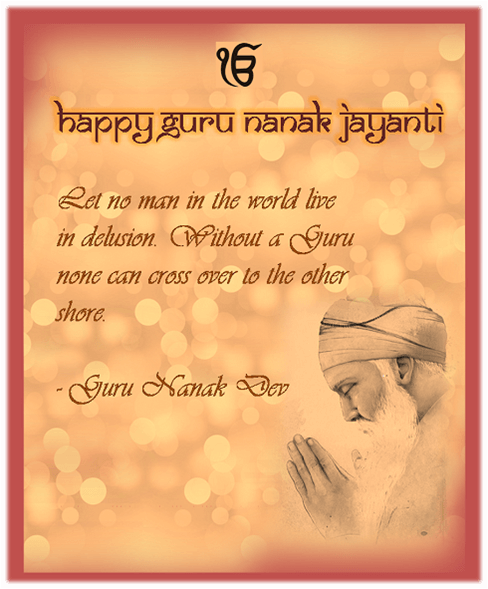 ੴ
happy guru nanak jayanti
Let no man in the world live
in delusion. Without a Guru
none can cross over to the other
shore.
- Guru Nanak Dev